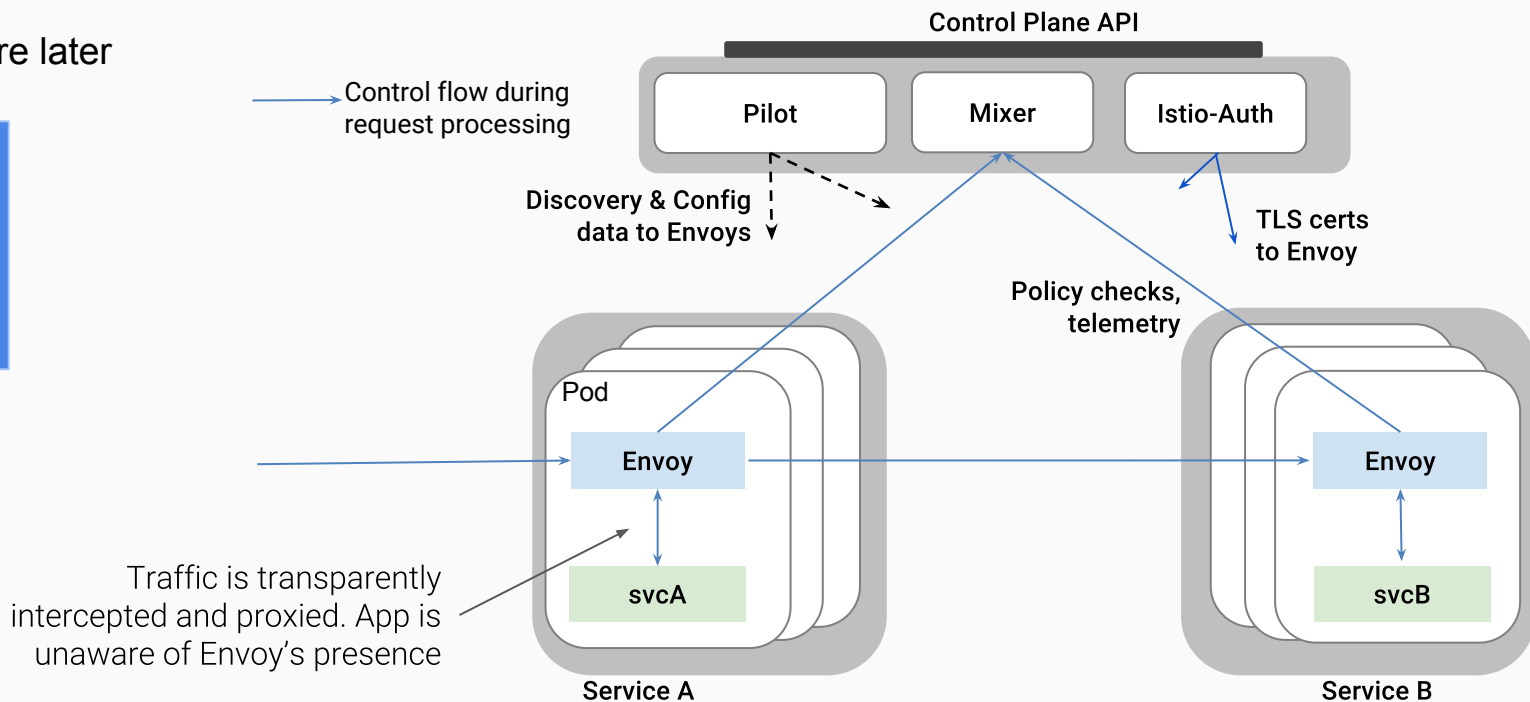 re later
Control Plane API
Control flow during
request processing
Pilot
Mixer
Istio-Auth
Discovery & Config
data to Envoys
TLS certs
to Envoy
Policy checks,
telemetry
Pod
Envoy
Envoy
svcA
svcB
Traffic is transparently
intercepted and proxied. App is
unaware of Envoy’s presence
Service A
Service B